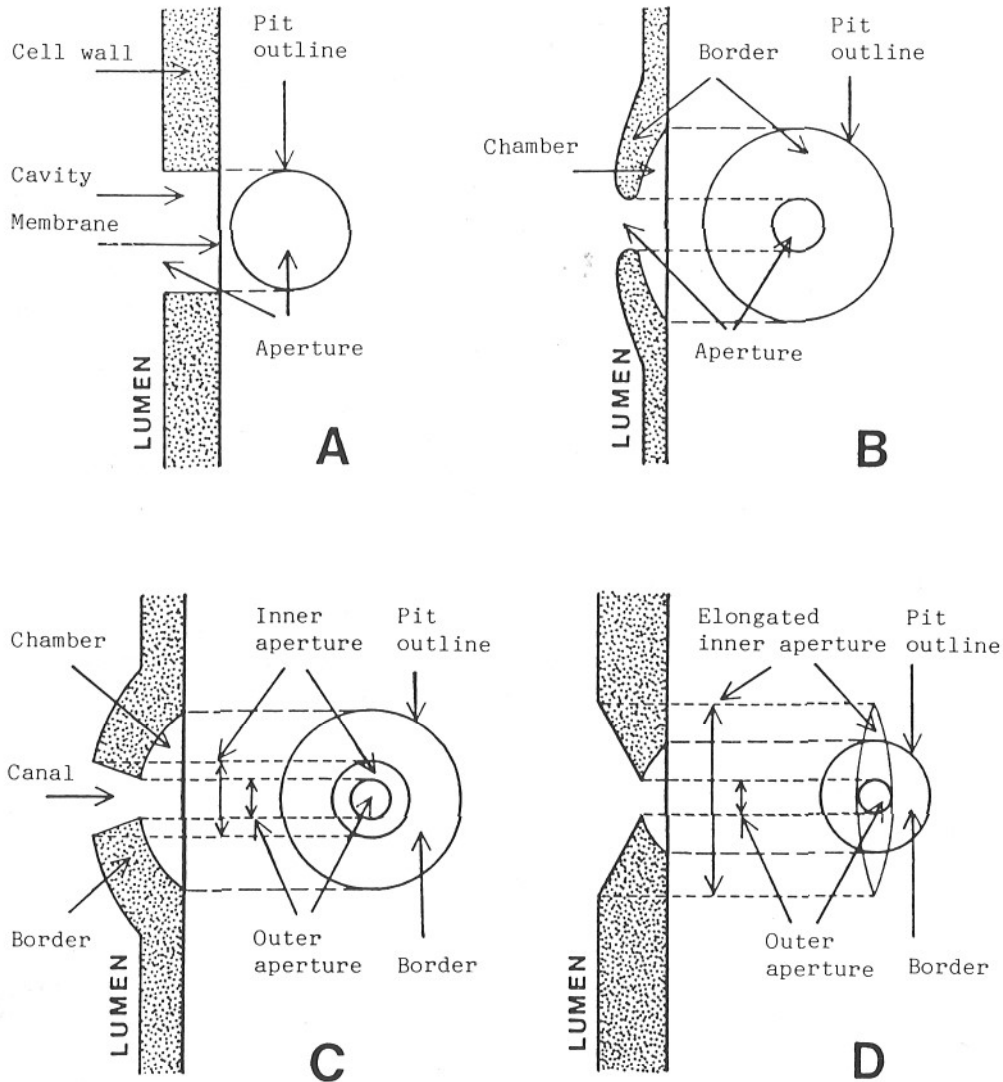 Cell wall
Pit
outline
Cavity
Membrane
Aperture
LUMEN
A
Border
Pit
outline
Chamber
Aperture
LUMEN
B
Chamber
Inner
aperture
Pit
outline
Canal
Border
Outer
aperture
Border
LUMEN
C
Elongated
inner aperture
Pit
outline
Outer
aperture
Border
LUMEN
D